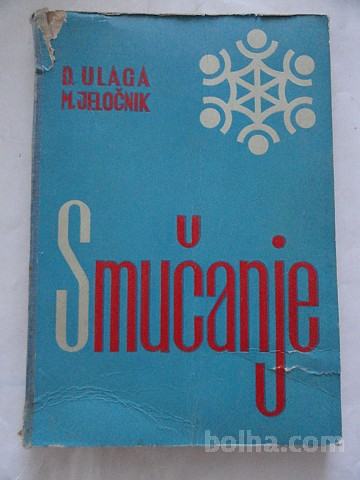 D. ULAGA
M. JELOČNIK
Smučanje
bolha.com